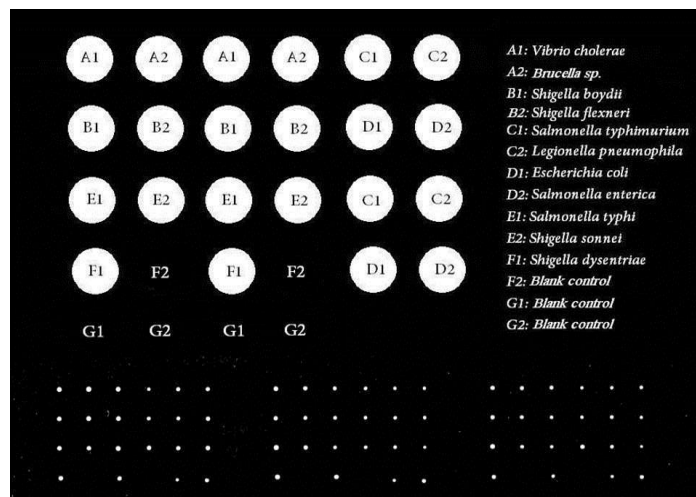 A1 A2 A1 A2 C1 C2
B1 B2 B1 B2 D1 D2
E1 E2 E1 E2 C1 C2
F1 F2 F1 F2 D1 D2
G1 G2 G1 G2
A1: Vibrio cholerae
A2: Brucella sp.
B1: Shigella boydii
B2: Shigella flexneri
C1: Salmonella typhimurium
C2: Legionella pneumophila
D1: Escherichia coli
D2: Salmonella enterica
E1: Salmonella typhi
E2: Shigella sonnei
F1: Shigella dysentriae
F2: Blank control
G1: Blank control
G2: Blank control